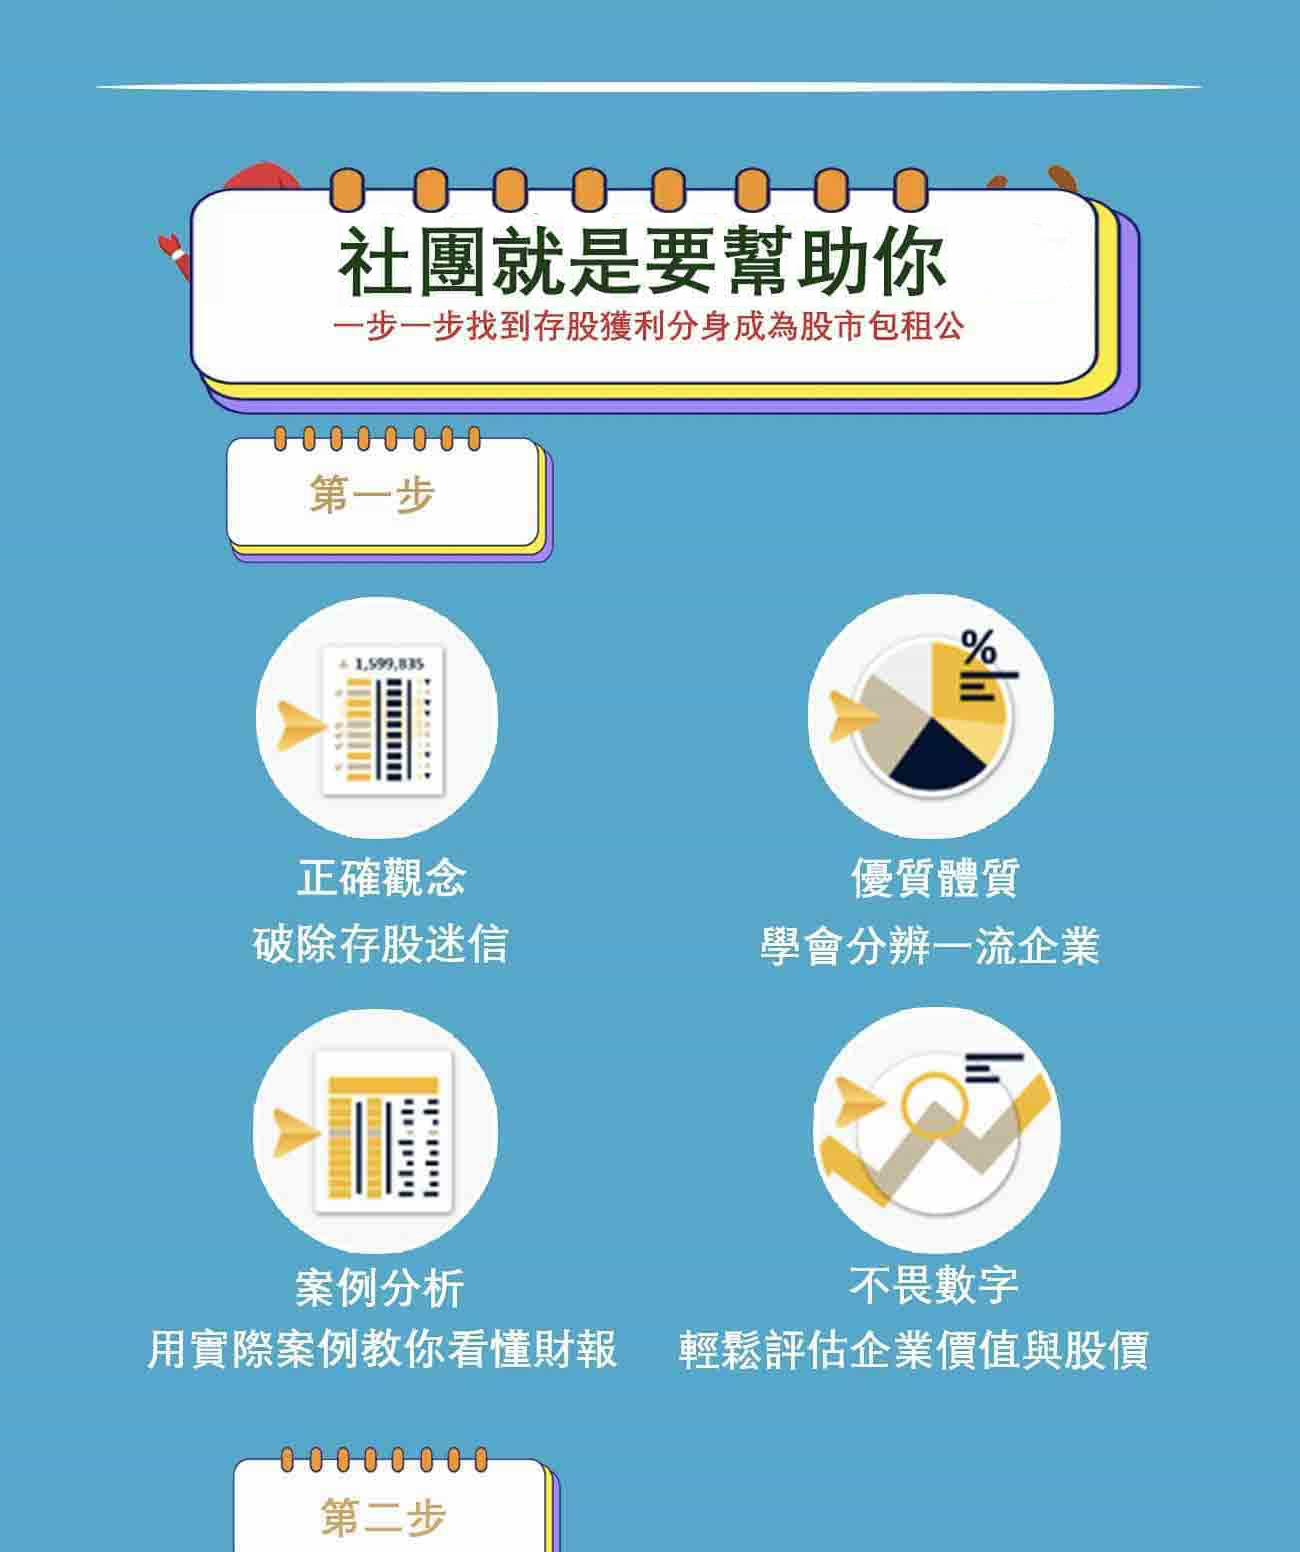 社團就是要幫助你
一步一步找到存股獲利分身成為股市包租公
第一步
1,599,835
%
正確觀念
優質體質
破除存股迷信
學會分辨一流企業
案例分析
不畏數字
用實際案例教你看懂財報
輕鬆評估企業價值與股價
第二步